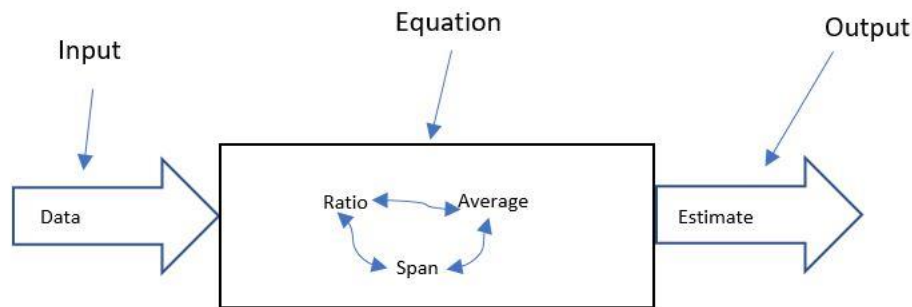 Equation
Output
Input
Ratio
Average
Data
Estimate
Span